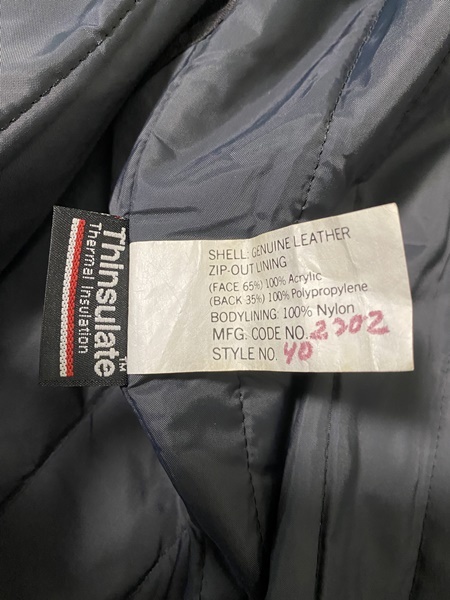 Thinsulate™
Thermal Insulation
SHELL: GENUINE LEATHER
ZIP-OUT LINING
(FACE 65%) 100% Acrylic
(BACK 35%) 100% Polypropylene
BODYLINING: 100% Nylon
MFG. CODE NO. 2302
STYLE NO. 40